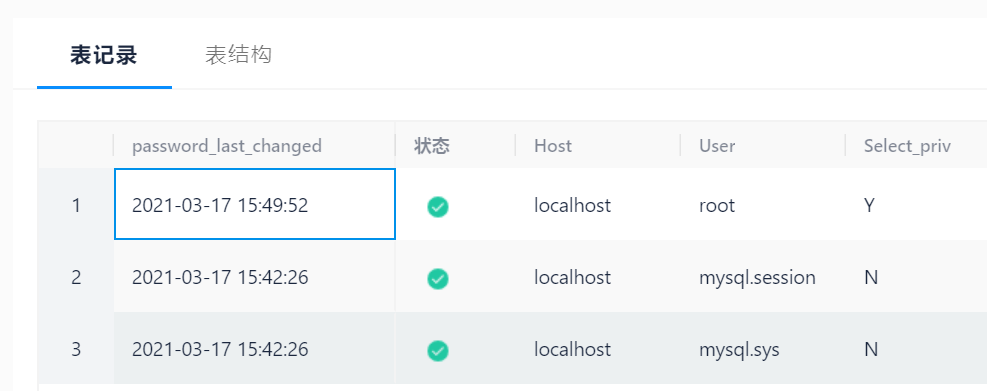 表记录 表结构
password_last_changed 状态 Host User Select_priv
1 2021-03-17 15:49:52 localhost root Y
2 2021-03-17 15:42:26 localhost mysql.session N
3 2021-03-17 15:42:26 localhost mysql.sys N